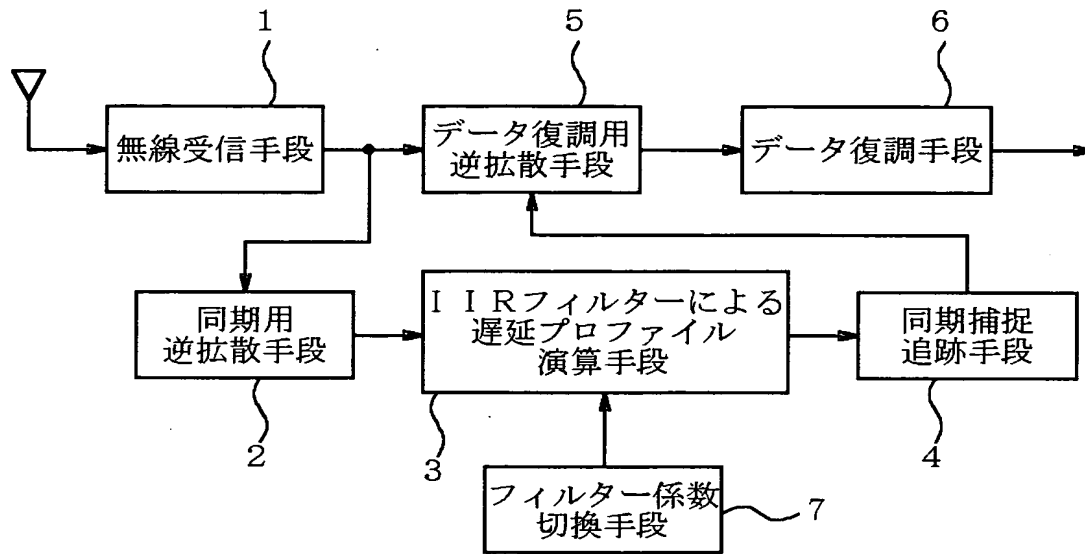 1
5
6
無線受信手段
データ復調用
逆拡散手段
データ復調手段
同期用
逆拡散手段
IIRフィルターによる
遅延プロファイル
演算手段
同期捕捉
追跡手段
2
3
4
フィルター係数
切換手段
7